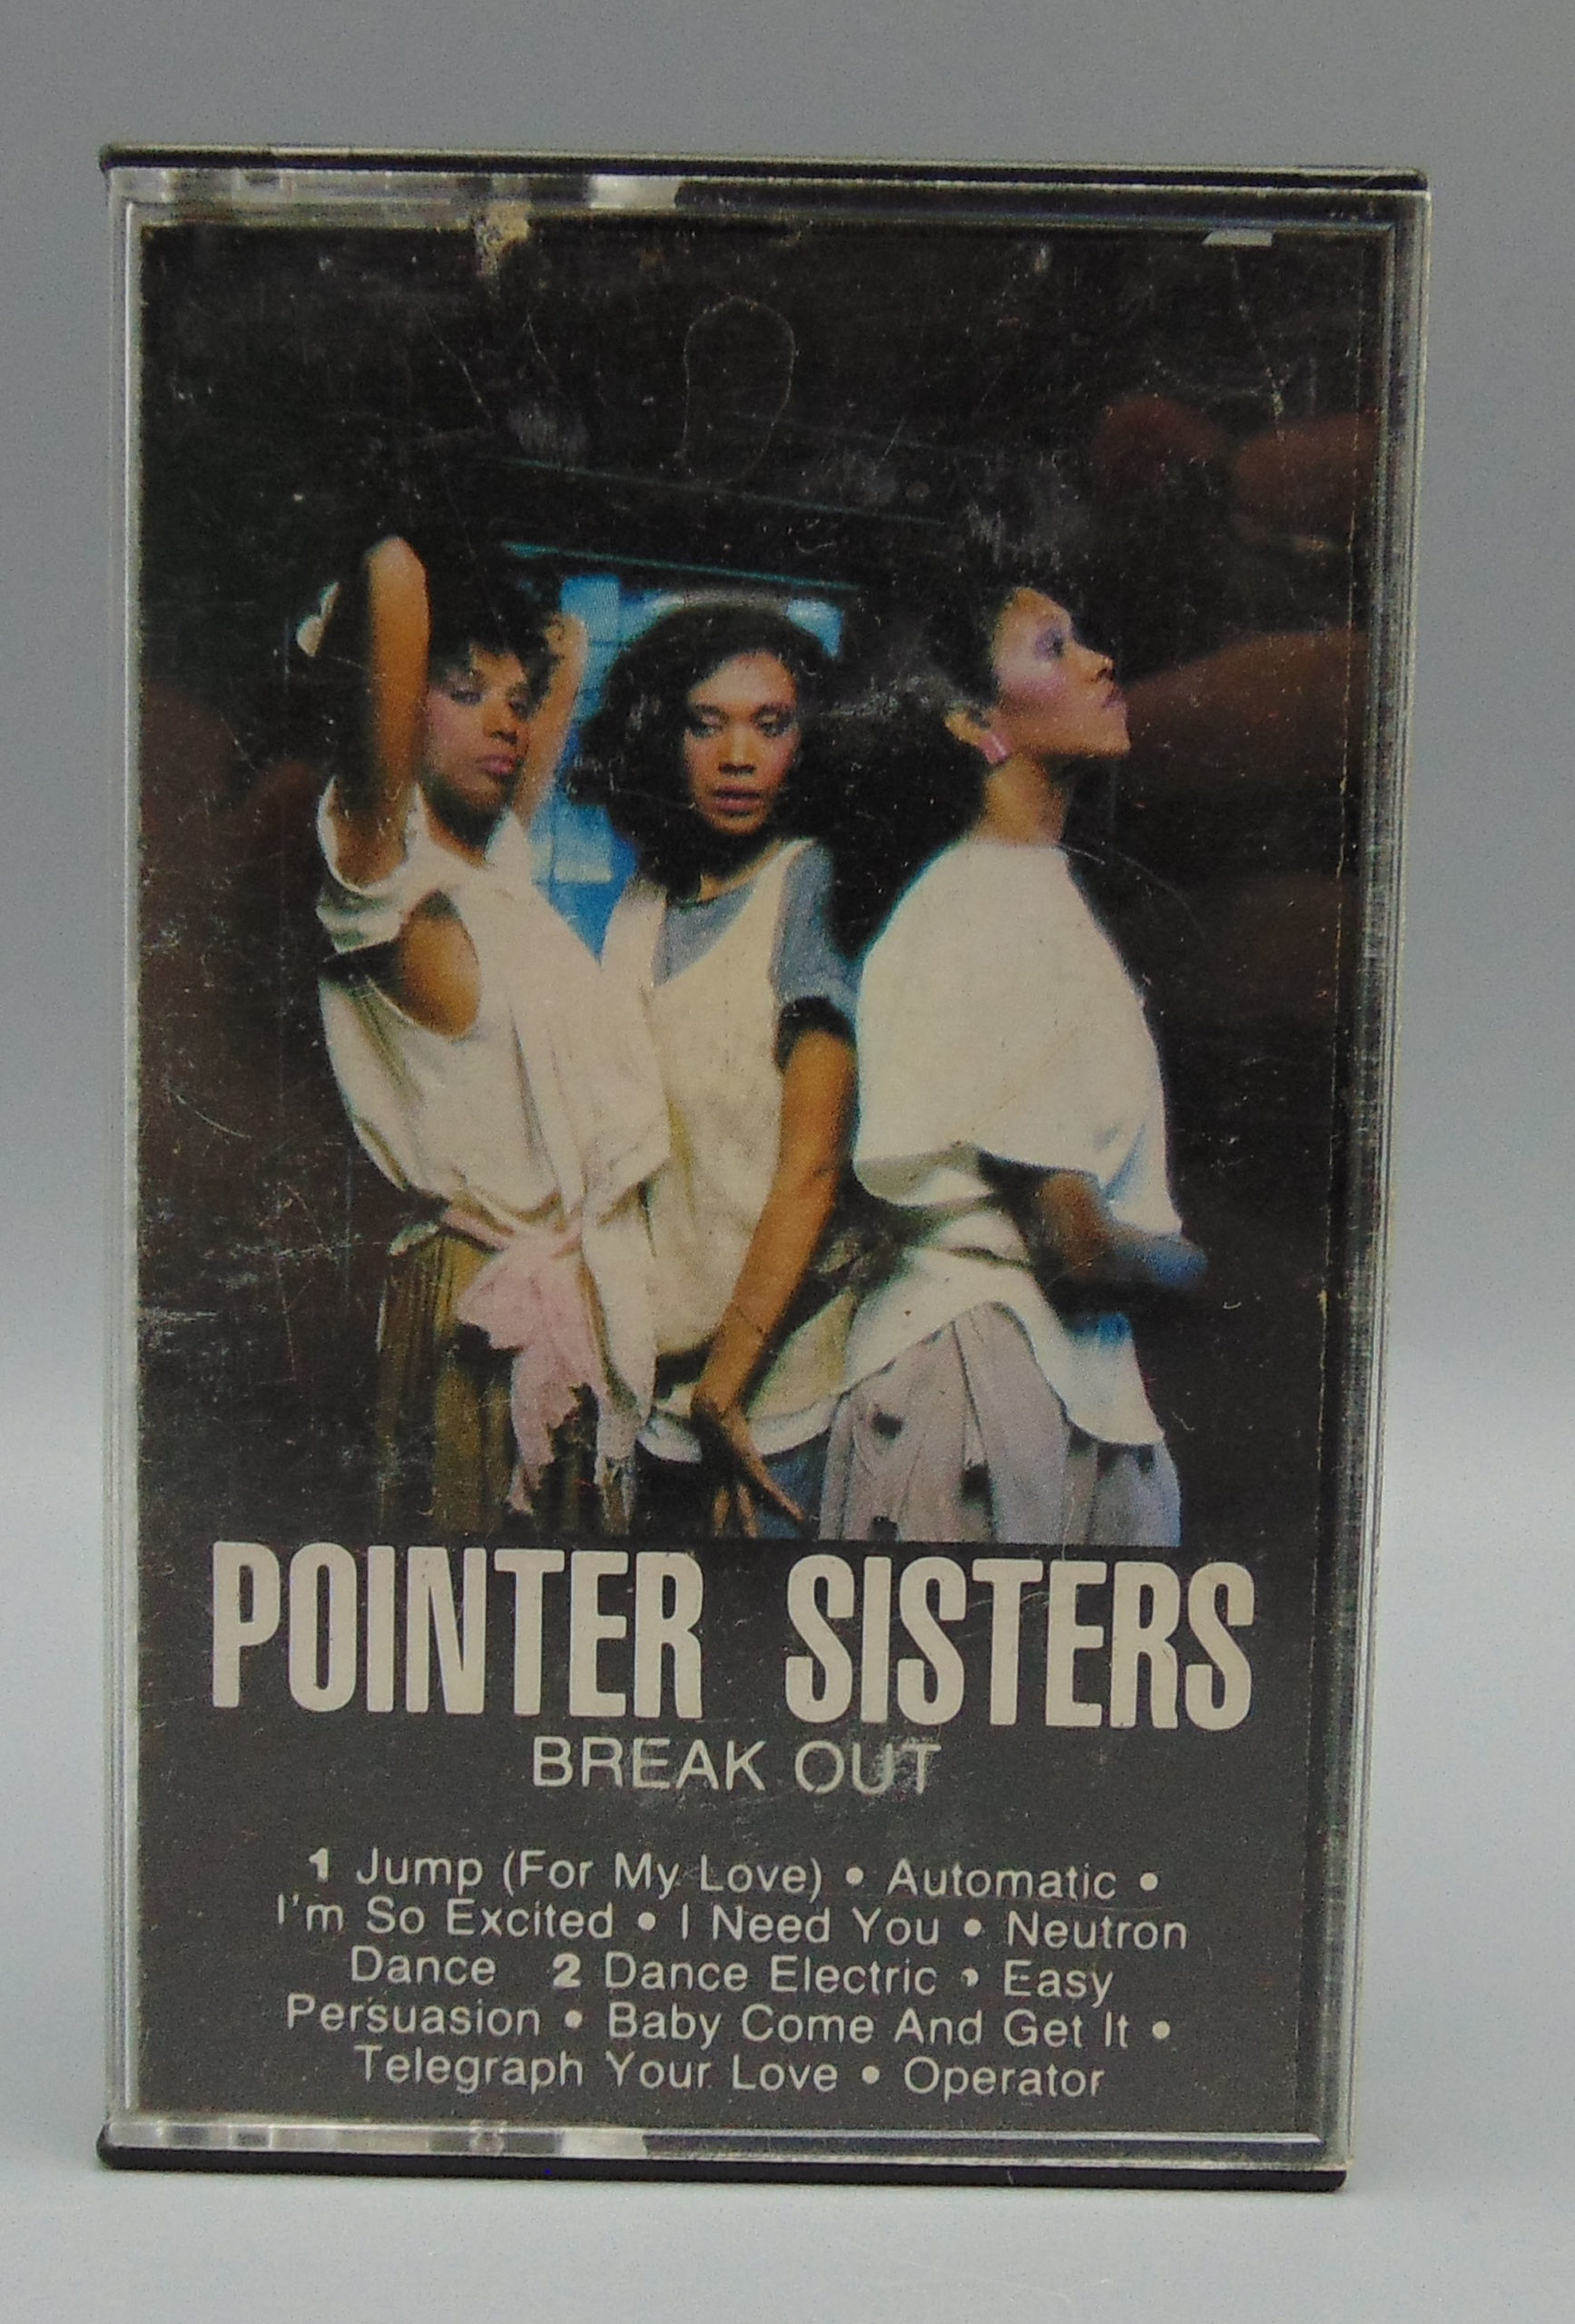 POINTER SISTERS
BREAK OUT
1 Jump (For My Love) • Automatic •
I'm So Excited • I Need You • Neutron
Dance 2 Dance Electric • Easy
Persuasion • Baby Come And Get It •
Telegraph Your Love • Operator